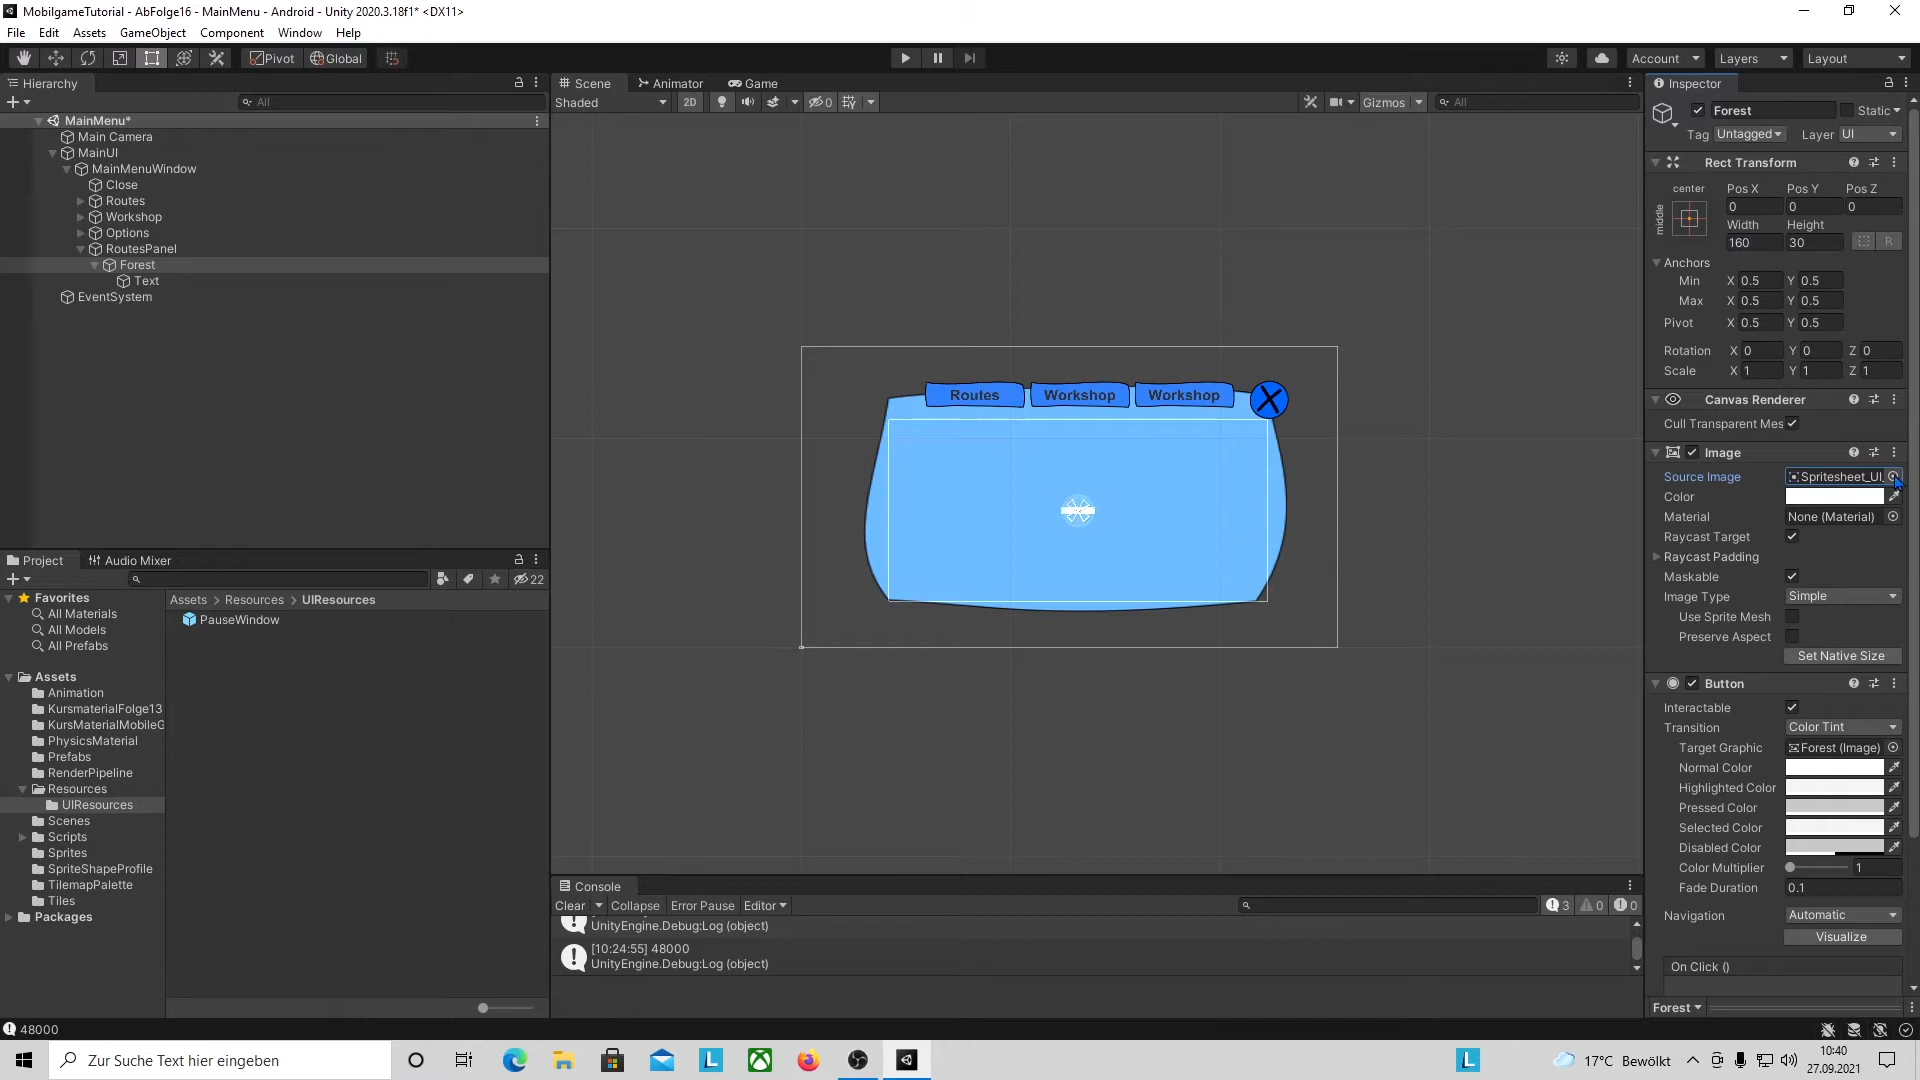 MobilgameTutorial - AbFolge16 - MainMenu - Android - Unity 2020.3.18f1* <DX11>
File Edit Assets GameObject Component Window Help
Pivot Global Account Layers Layout
Hierarchy
All
MainMenu*
Main Camera
MainUI
MainMenuWindow
Close
Routes
Workshop
Options
RoutesPanel
Forest
Text
EventSystem
Scene Animator Game
Shaded 2D 0 Gizmos All
Routes Workshop Workshop X
Inspector
Forest Static
Tag Untagged Layer UI
Rect Transform
center Pos X Pos Y Pos Z
middle 0 0 0
Width Height
160 30 R
Anchors
Min X 0.5 Y 0.5
Max X 0.5 Y 0.5
Pivot X 0.5 Y 0.5
Rotation X 0 Y 0 Z 0
Scale X 1 Y 1 Z 1
Canvas Renderer
Cull Transparent Mes
Image
Source Image Spritesheet_UI_
Color
Material None (Material)
Raycast Target
Raycast Padding
Maskable
Image Type Simple
Use Sprite Mesh
Preserve Aspect
Set Native Size
Button
Interactable
Transition Color Tint
Target Graphic Forest (Image)
Normal Color
Highlighted Color
Pressed Color
Selected Color
Disabled Color
Color Multiplier 1
Fade Duration 0.1
Navigation Automatic
Visualize
On Click ()
Forest
Project Audio Mixer
22
Favorites
All Materials
All Models
All Prefabs
Assets
Animation
KursmaterialFolge13
KursMaterialMobileG
PhysicsMaterial
Prefabs
RenderPipeline
Resources
UIResources
Scenes
Scripts
Sprites
SpriteShapeProfile
TilemapPalette
Tiles
Packages
Assets > Resources > UIResources
PauseWindow
Console
Clear Collapse Error Pause Editor 3 0 0
UnityEngine.Debug:Log (object)
[10:24:55] 48000
UnityEngine.Debug:Log (object)
48000
Zur Suche Text hier eingeben
L
L
17°C Bewölkt
10:40
27.09.2021